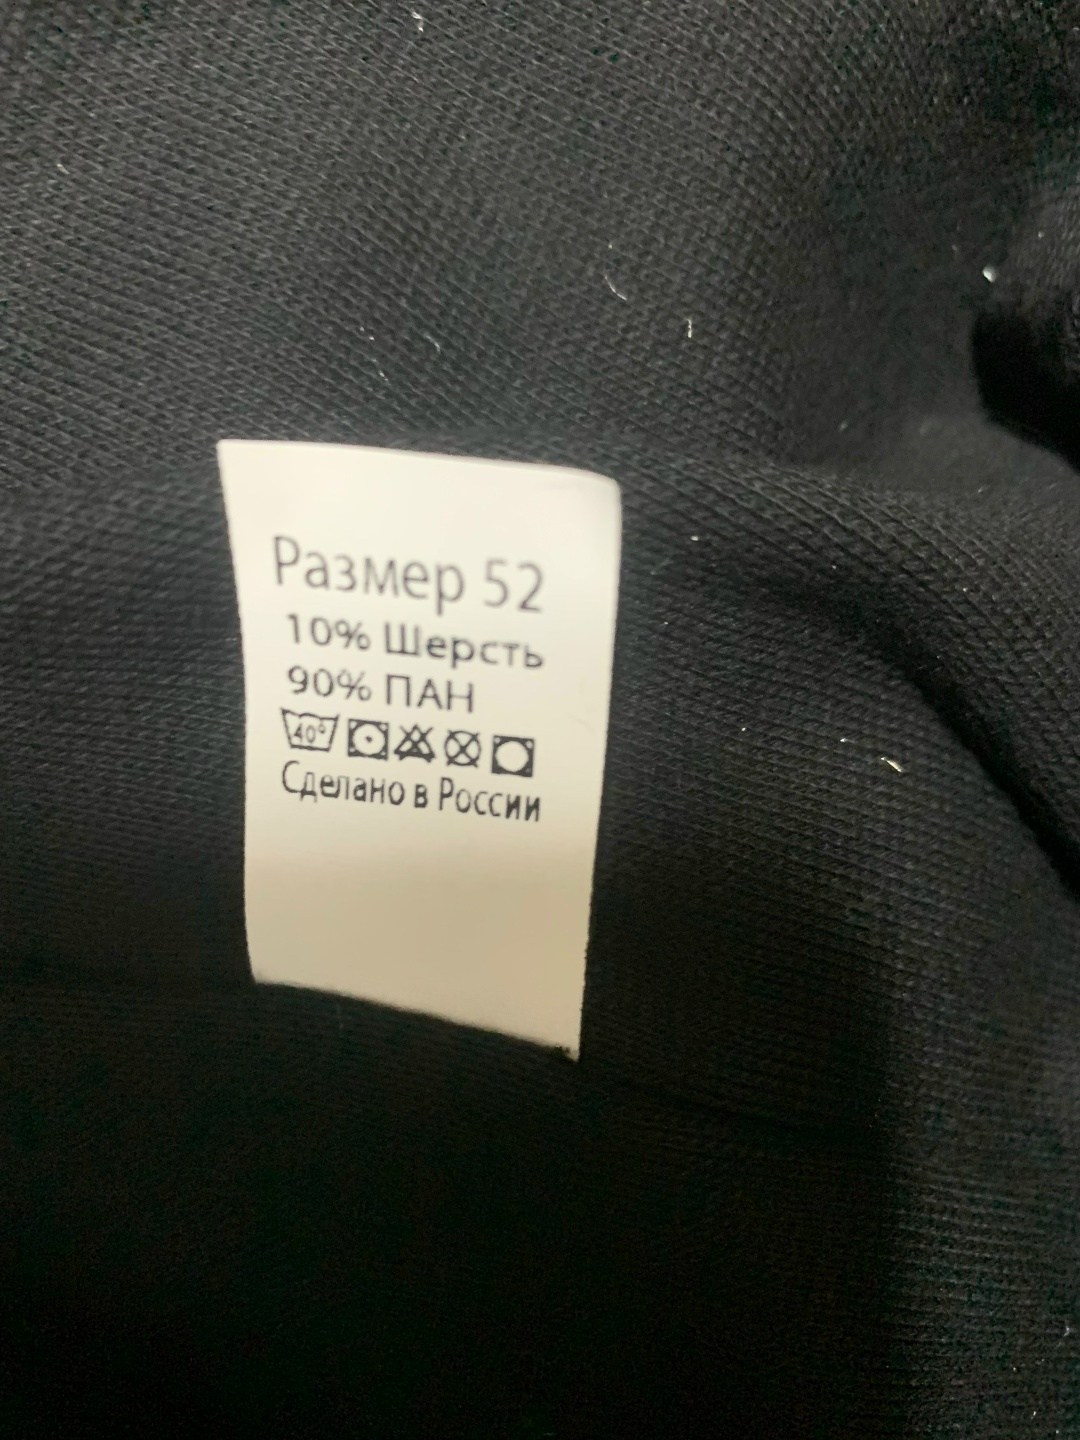 Размер 52
10% Шерсть
90% ПАН
40°
Сделано в России